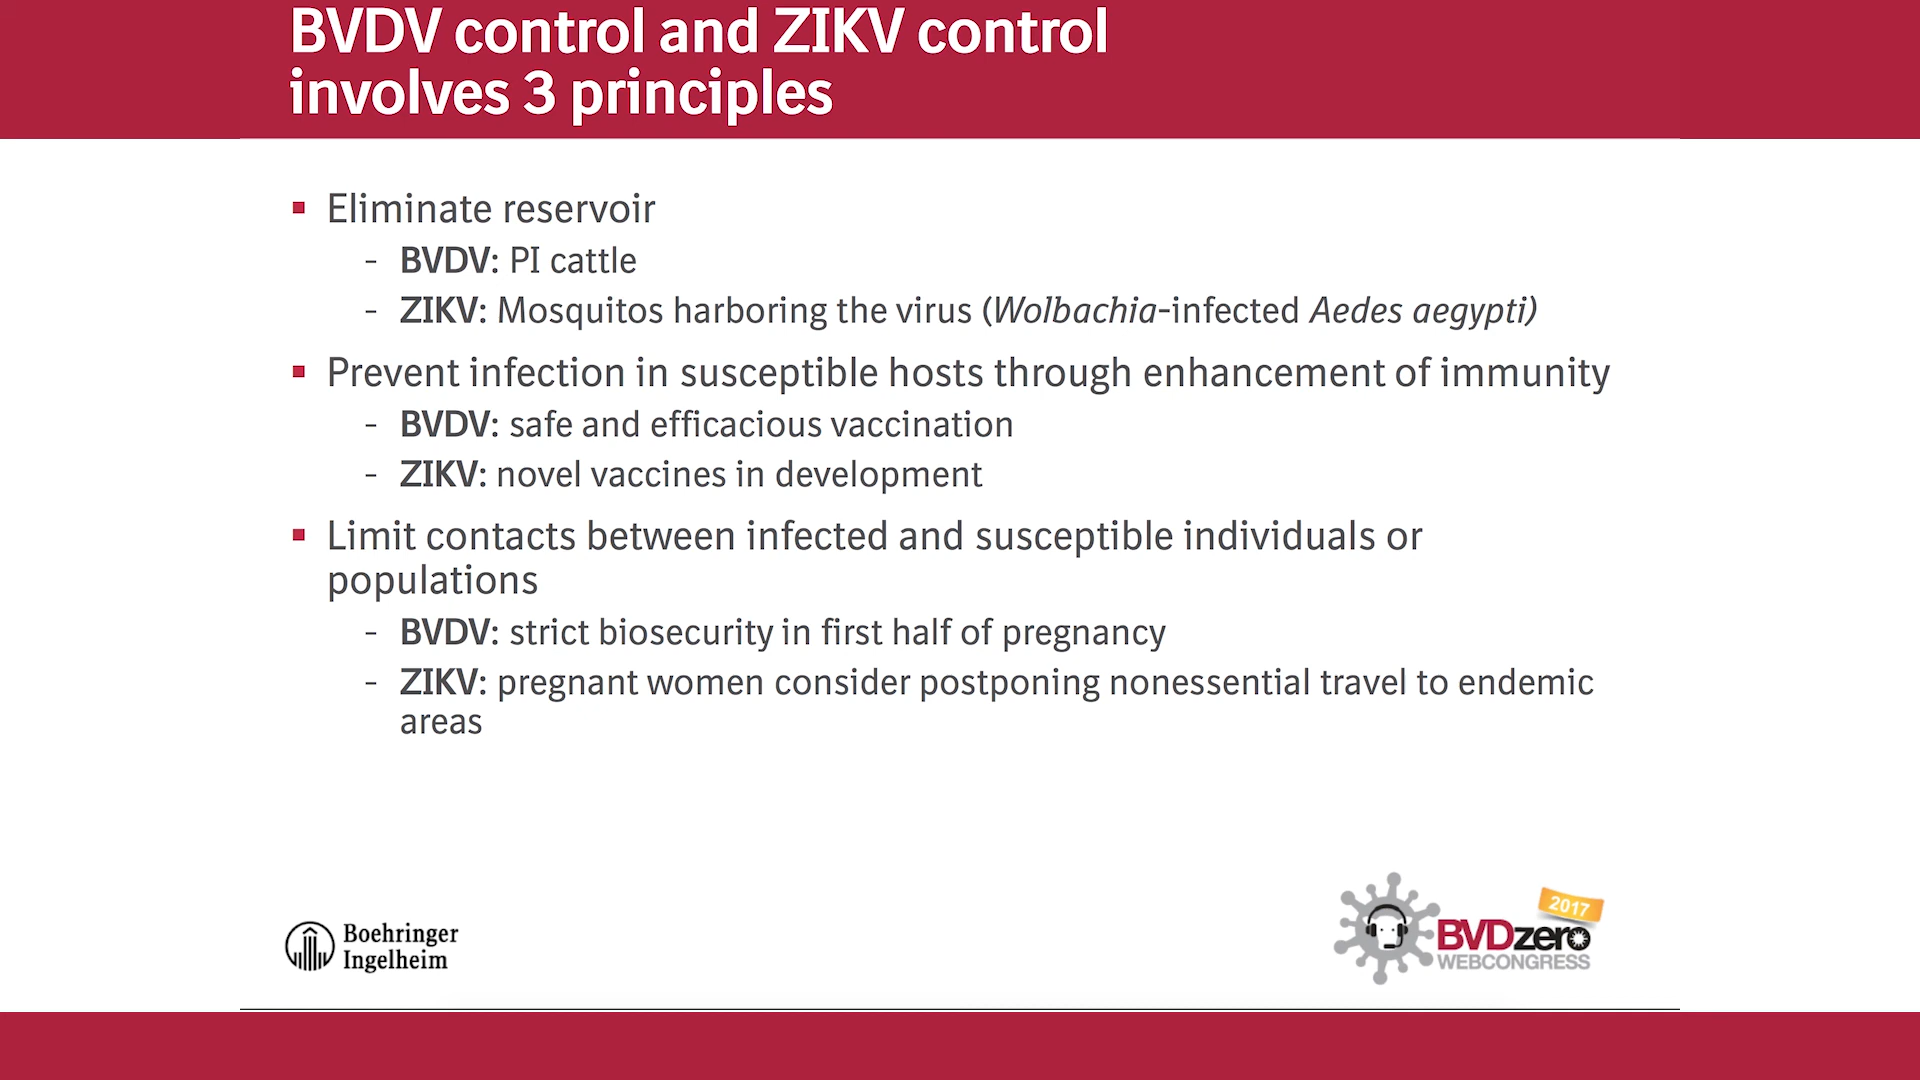 BVDV control and ZIKV control
involves 3 principles
▪ Eliminate reservoir
- BVDV: PI cattle
- ZIKV: Mosquitos harboring the virus (Wolbachia-infected Aedes aegypti)
▪ Prevent infection in susceptible hosts through enhancement of immunity
- BVDV: safe and efficacious vaccination
- ZIKV: novel vaccines in development
▪ Limit contacts between infected and susceptible individuals or
populations
- BVDV: strict biosecurity in first half of pregnancy
- ZIKV: pregnant women consider postponing nonessential travel to endemic
areas
Boehringer
Ingelheim
2017
BVDzero
WEBCONGRESS